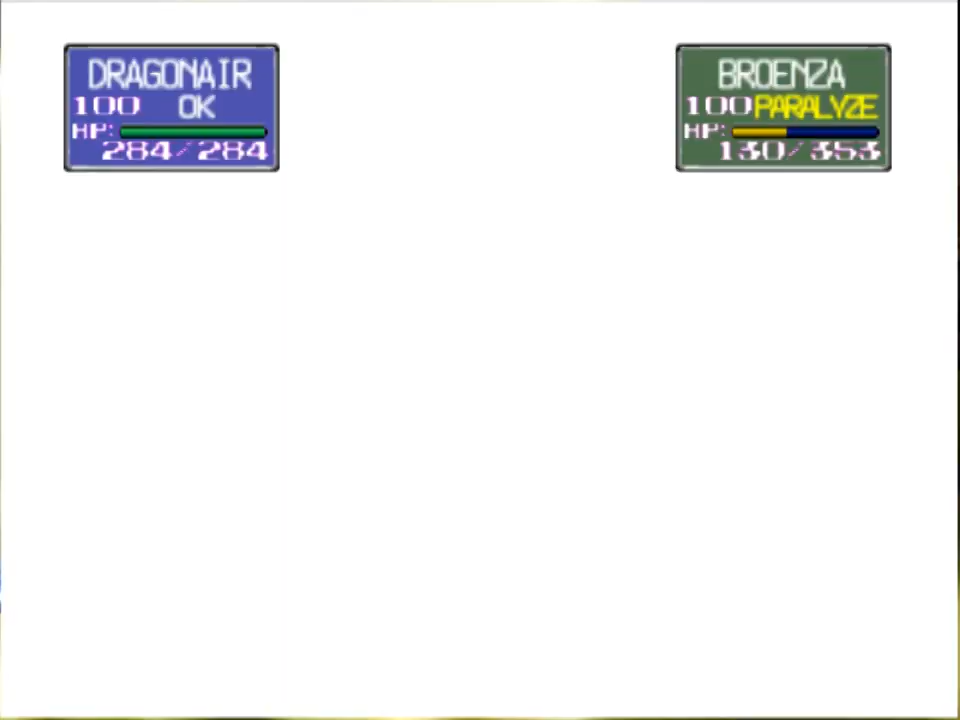 DRAGONAIR
100 OK
HP:
284/284
BROENZA
100 PARALYZE
HP:
130/353